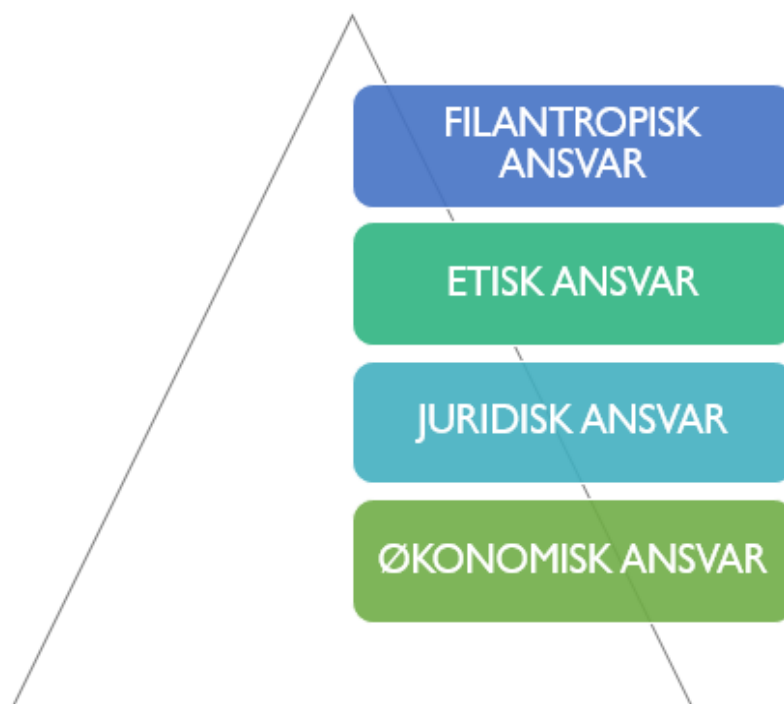 FILANTROPISK
ANSVAR
ETISK ANSVAR
JURIDISK ANSVAR
ØKONOMISK ANSVAR